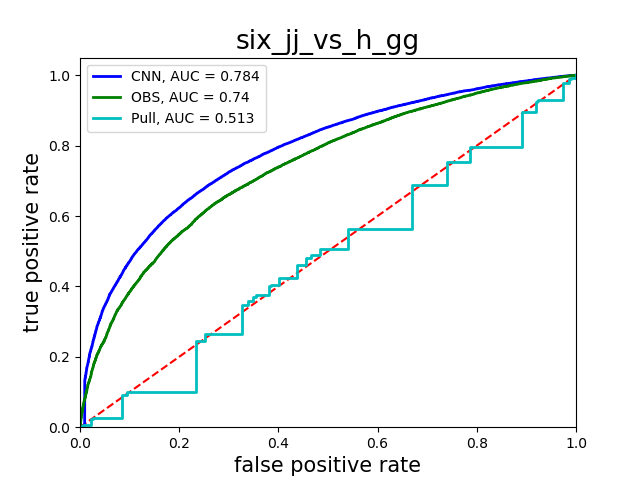 six_jj_vs_h_gg
CNN, AUC = 0.784
OBS, AUC = 0.74
Pull, AUC = 0.513
1.0
0.8
0.6
0.4
0.2
0.0
true positive rate
0.0 0.2 0.4 0.6 0.8 1.0
false positive rate